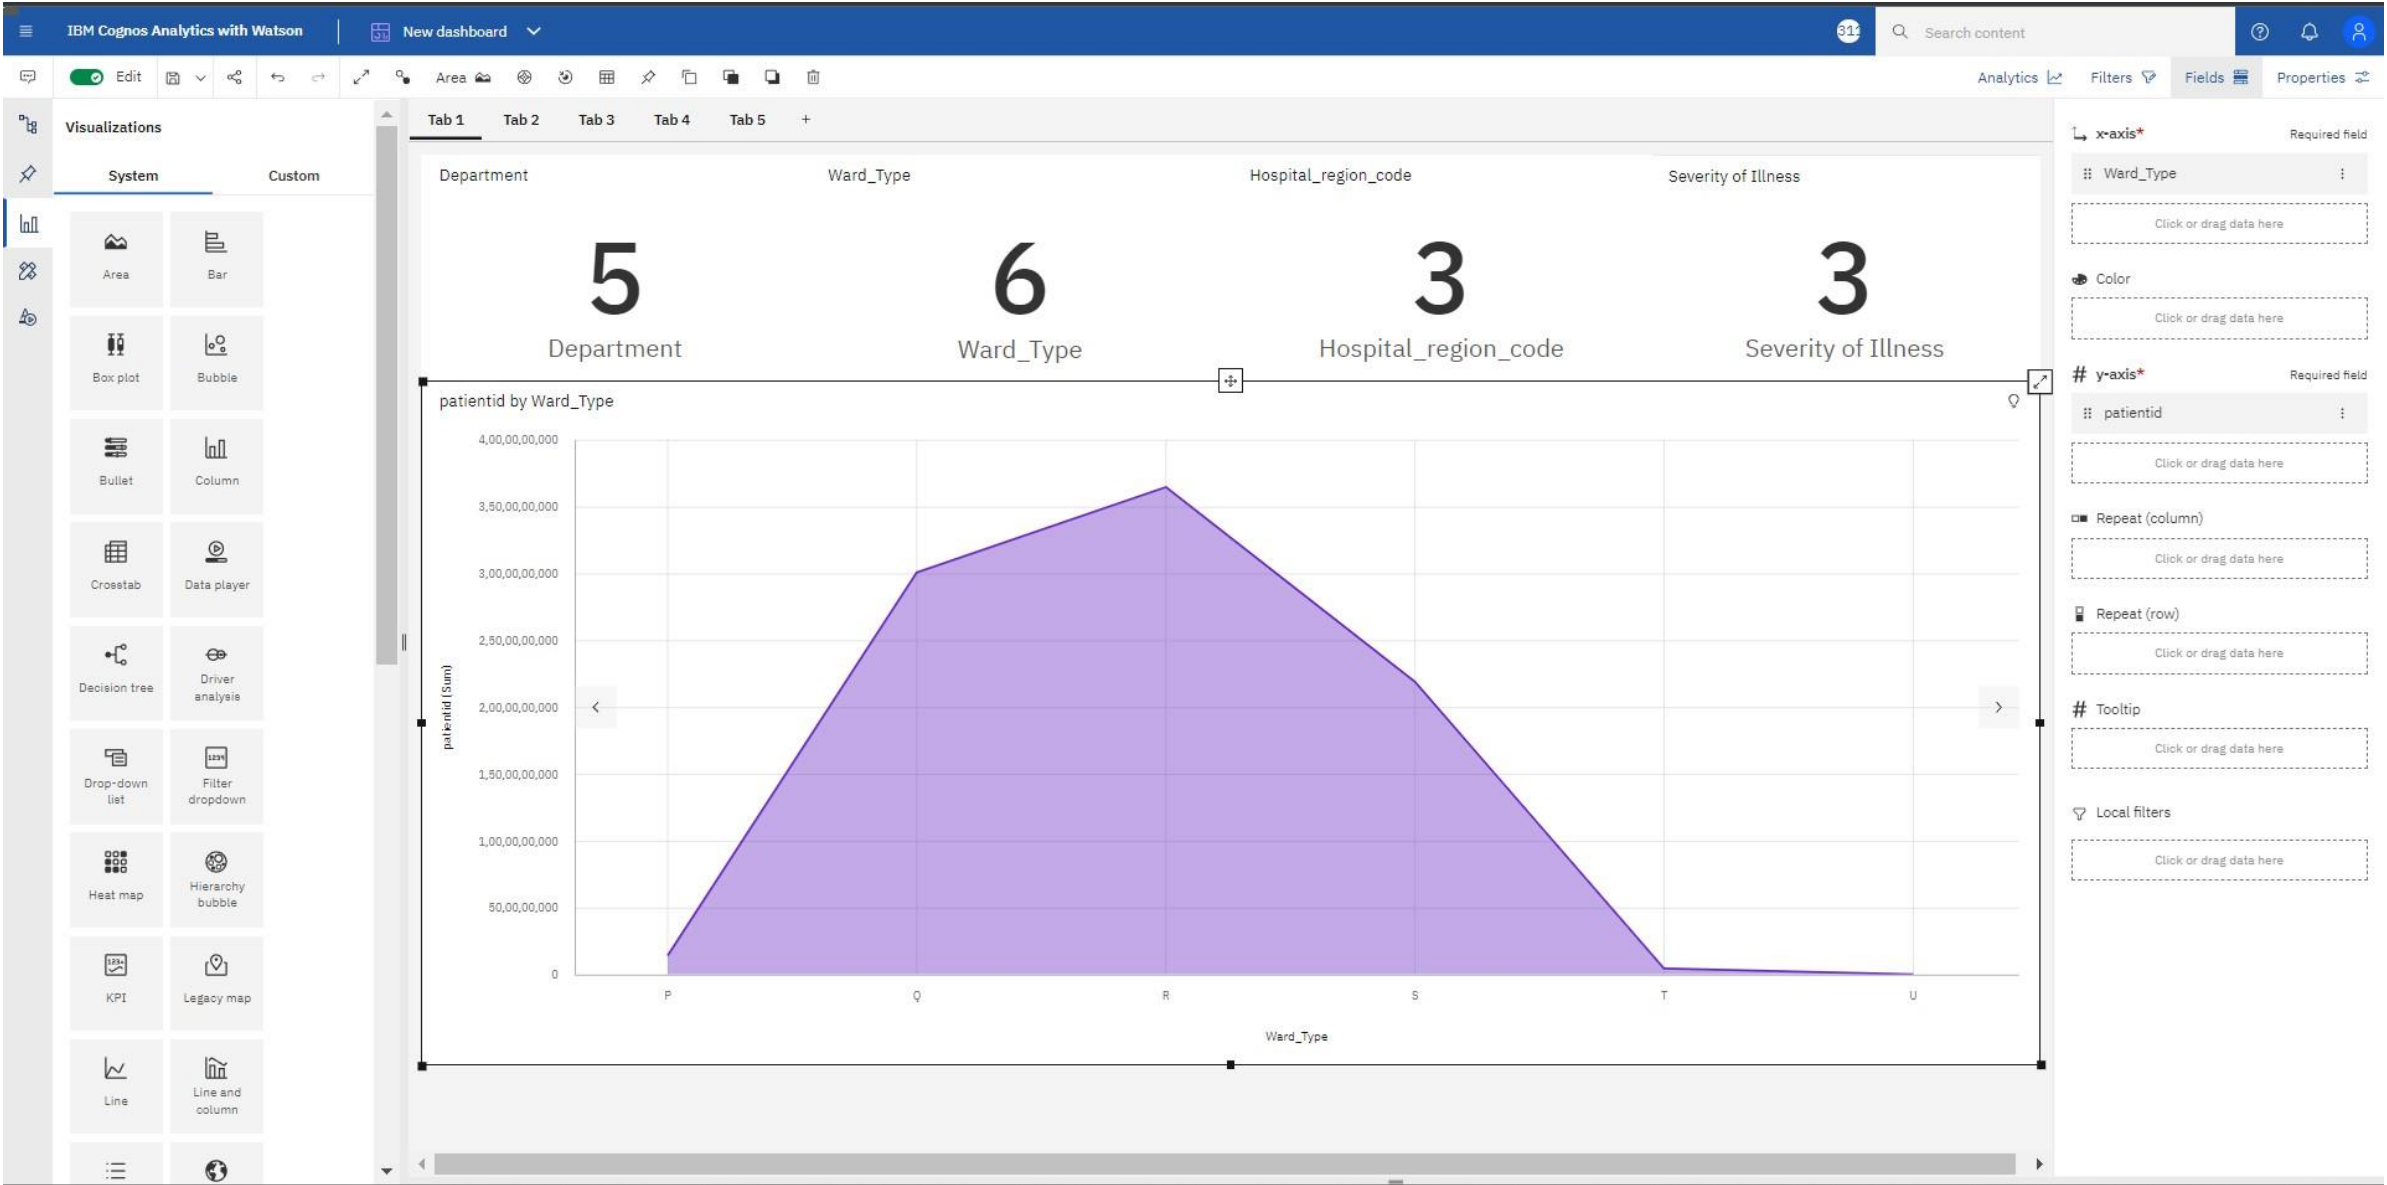 IBM Cognos Analytics with Watson
New dashboard
311
Search content
Edit
Area
Analytics
Filters
Fields
Properties
Visualizations
System
Custom
Area
Bar
Box plot
Bubble
Bullet
Column
Crosstab
Data player
Decision tree
Driver
analysis
Drop-down
list
Filter
dropdown
Heat map
Hierarchy
bubble
KPI
Legacy map
Line
Line and
column
Tab 1
Tab 2
Tab 3
Tab 4
Tab 5
+
Department
5
Department
Ward_Type
6
Ward_Type
Hospital_region_code
3
Hospital_region_code
Severity of Illness
3
Severity of Illness
patientid by Ward_Type
patientid (Sum)
4,00,00,00,000
3,50,00,00,000
3,00,00,00,000
2,50,00,00,000
2,00,00,00,000
1,50,00,00,000
1,00,00,00,000
50,00,00,000
0
P
Q
R
S
T
U
Ward_Type
x-axis*
Required field
Ward_Type
Click or drag data here
Color
Click or drag data here
# y-axis*
Required field
patientid
Click or drag data here
Repeat (column)
Click or drag data here
Repeat (row)
Click or drag data here
# Tooltip
Click or drag data here
Local filters
Click or drag data here